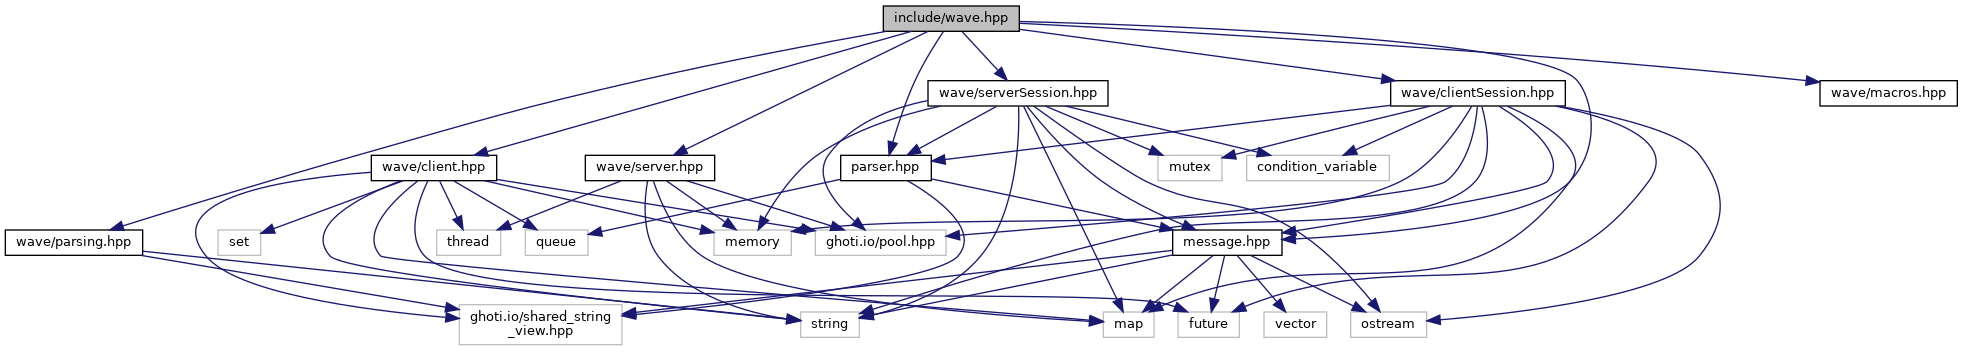 include/wave.hpp
wave/serverSession.hpp
wave/clientSession.hpp
wave/macros.hpp
wave/client.hpp
wave/server.hpp
parser.hpp
mutex
condition_variable
wave/parsing.hpp
set
thread
queue
memory
ghoti.io/pool.hpp
message.hpp
ghoti.io/shared_string
_view.hpp
string
map
future
vector
ostream